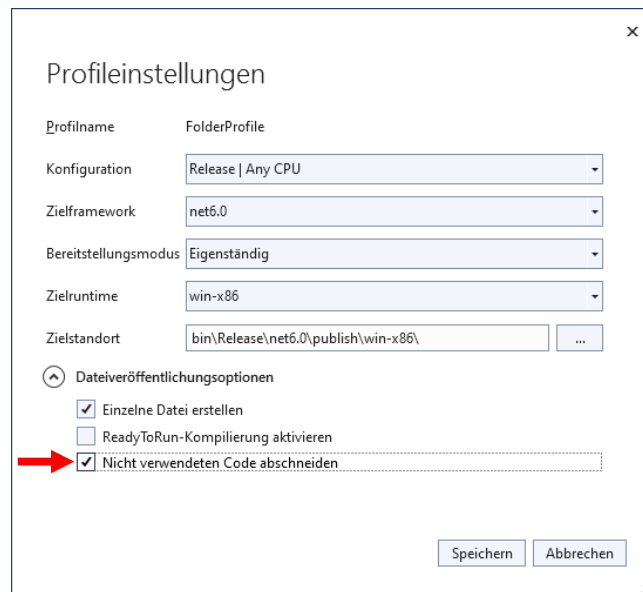 Profileinstellungen
Profilname FolderProfile
Konfiguration Release | Any CPU
Zielframework net6.0
Bereitstellungsmodus Eigenständig
Zielruntime win-x86
Zielstandort bin\Release\net6.0\publish\win-x86\ ...
Dateiveröffentlichungsoptionen
Einzelne Datei erstellen
ReadyToRun-Kompilierung aktivieren
Nicht verwendeten Code abschneiden
Speichern Abbrechen